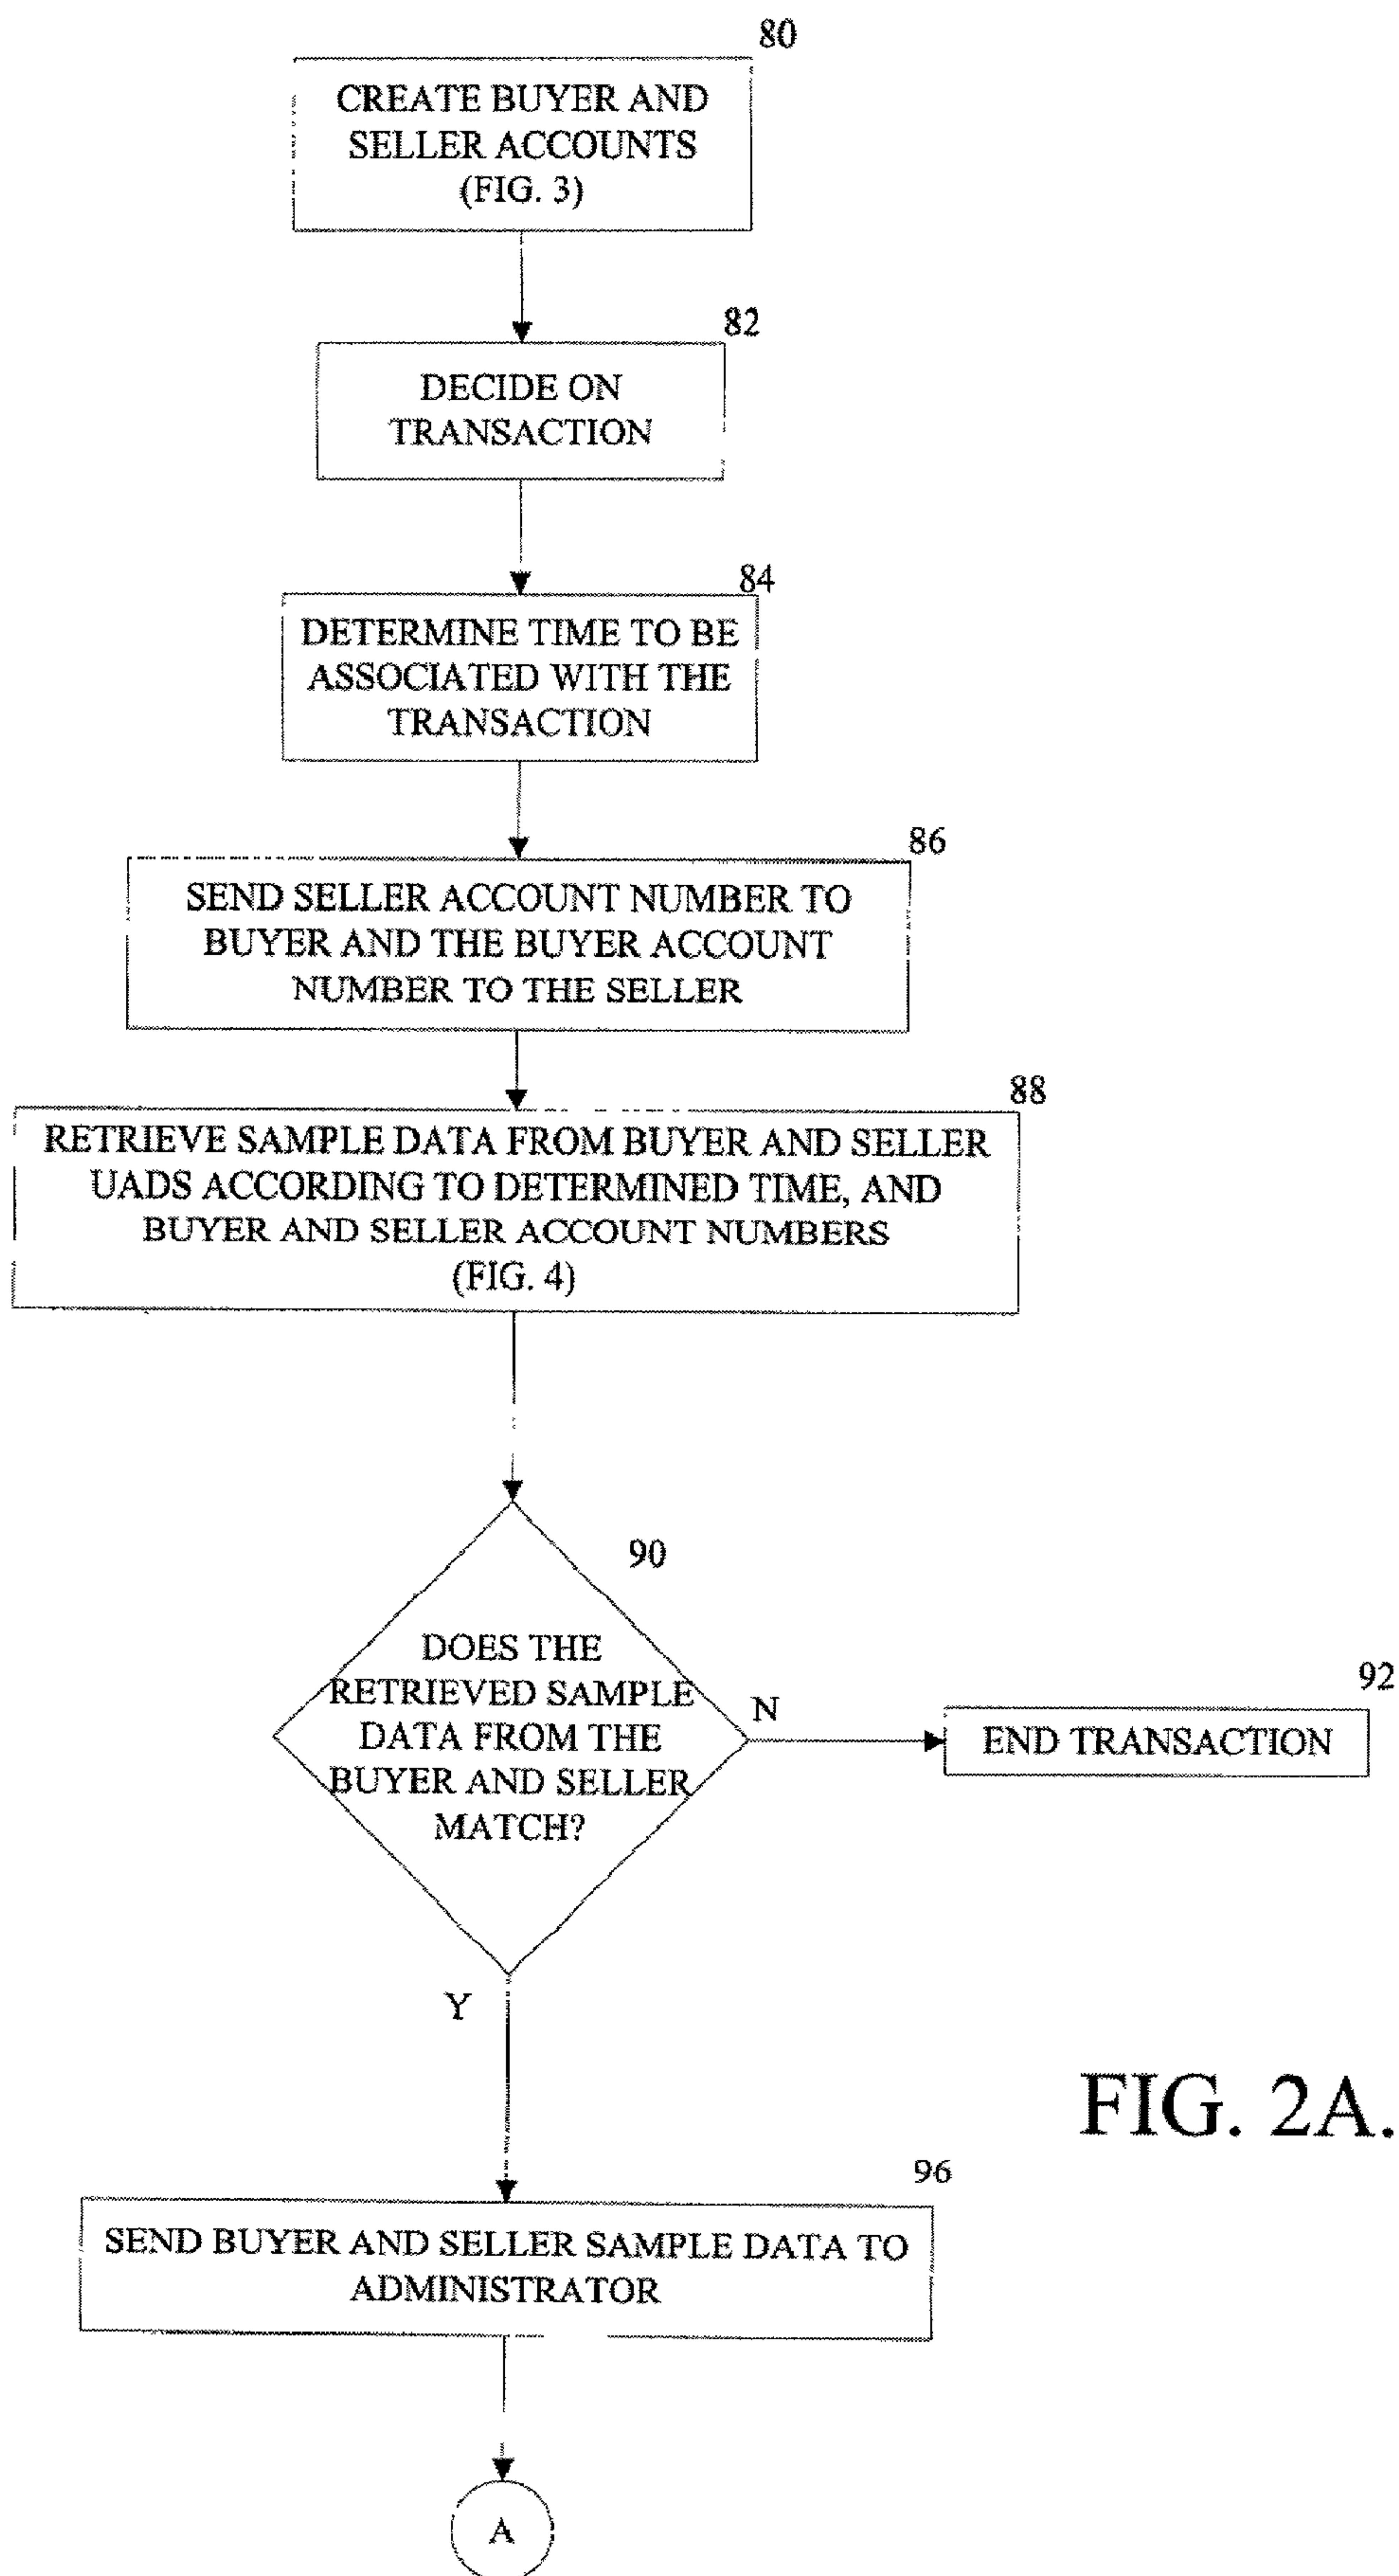 80
CREATE BUYER AND
SELLER ACCOUNTS
(FIG. 3)
82
DECIDE ON
TRANSACTION
84
DETERMINE TIME TO BE
ASSOCIATED WITH THE
TRANSACTION
86
SEND SELLER ACCOUNT NUMBER TO
BUYER AND THE BUYER ACCOUNT
NUMBER TO THE SELLER
88
RETRIEVE SAMPLE DATA FROM BUYER AND SELLER
UADS ACCORDING TO DETERMINED TIME, AND
BUYER AND SELLER ACCOUNT NUMBERS
(FIG. 4)
90
DOES THE
RETRIEVED SAMPLE
DATA FROM THE
BUYER AND SELLER
MATCH?
N
92
END TRANSACTION
Y
FIG. 2A.
96
SEND BUYER AND SELLER SAMPLE DATA TO
ADMINISTRATOR
A